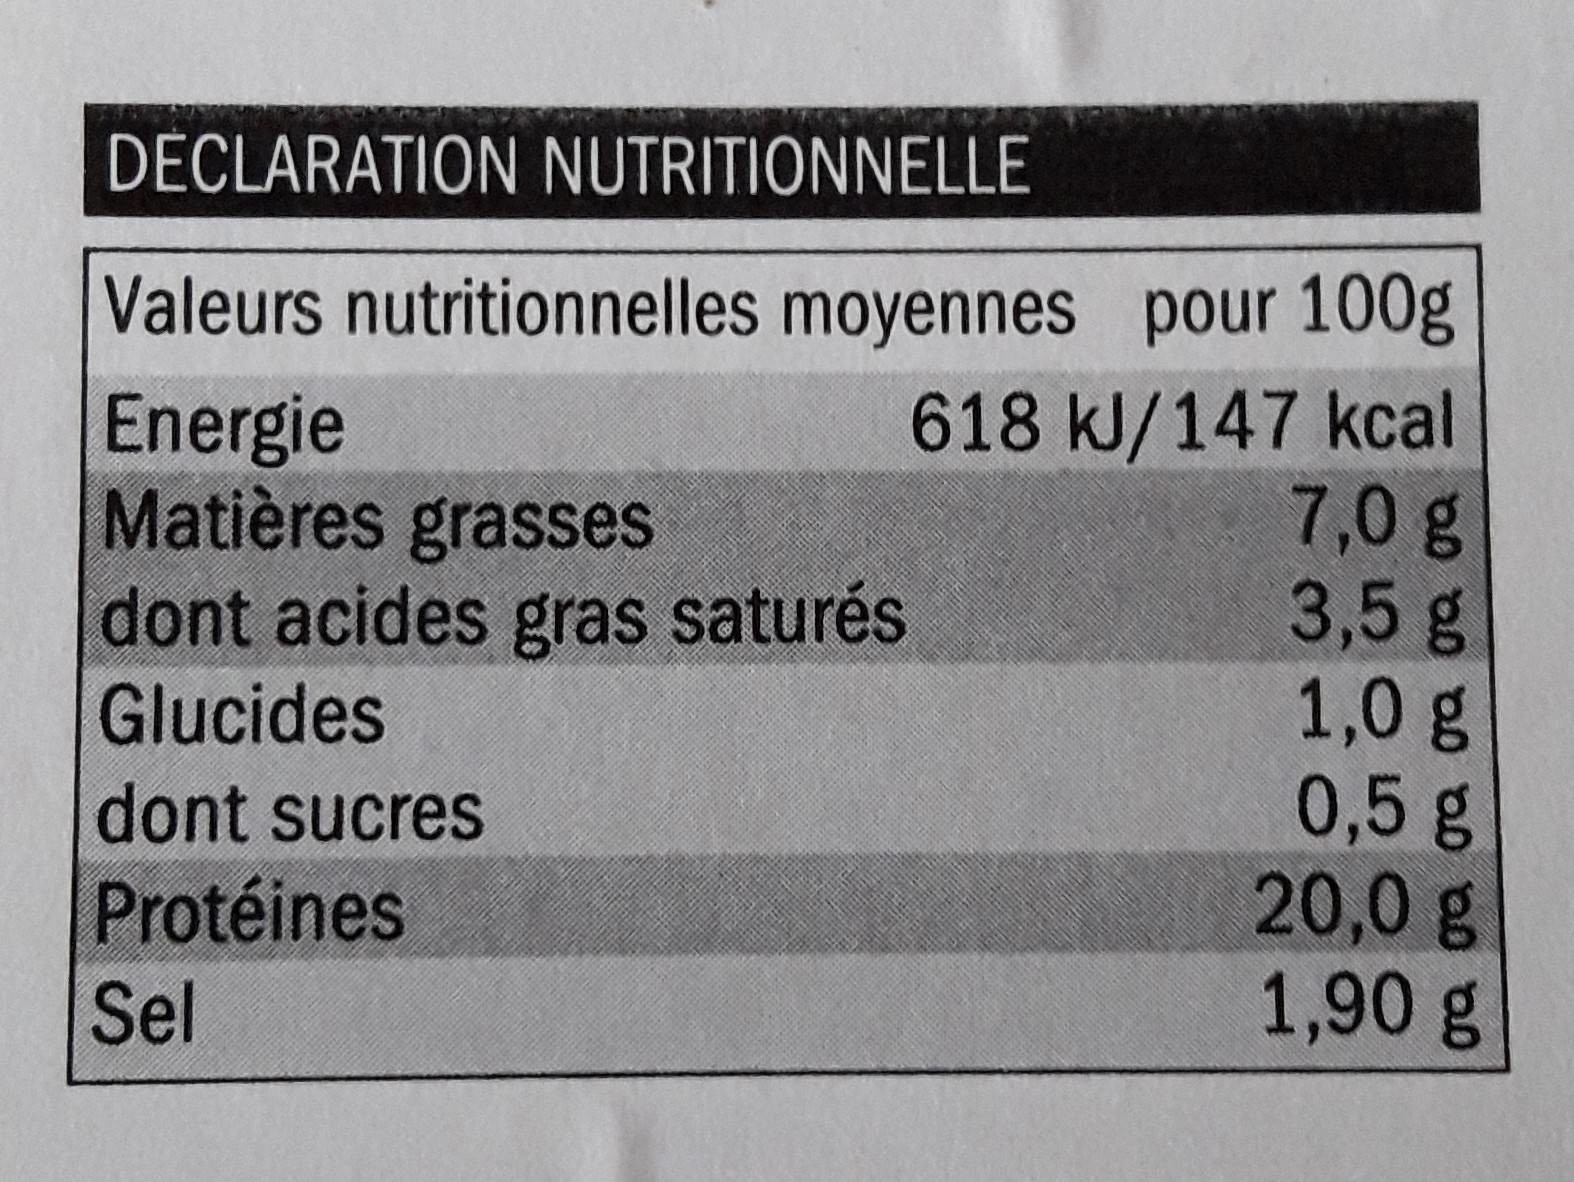 DÉCLARATION NUTRITIONNELLE
Valeurs nutritionnelles moyennes pour 100g
Energie 618 kJ/147 kcal
Matières grasses 7,0 g
dont acides gras saturés 3,5 g
Glucides 1,0 g
dont sucres 0,5 g
Protéines 20,0 g
Sel 1,90 g